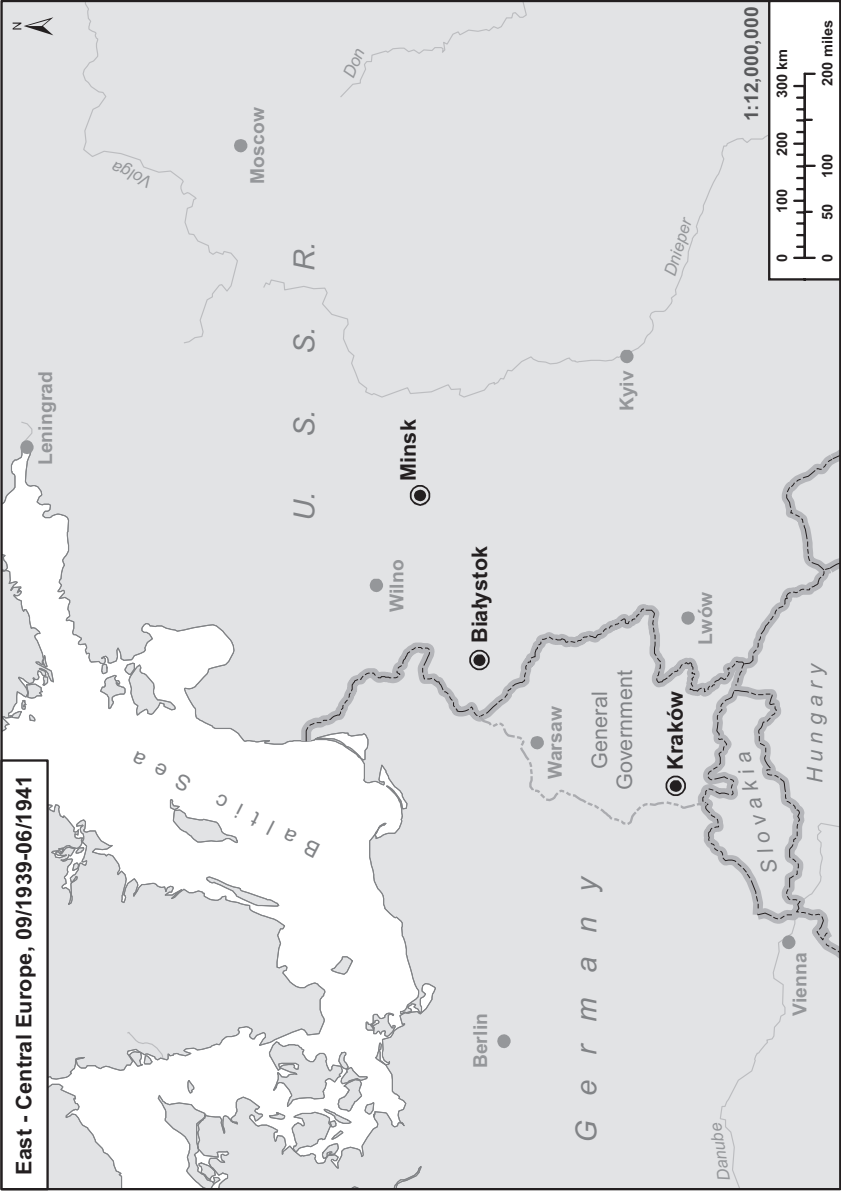 East - Central Europe, 09/1939-06/1941
N
Leningrad
Volga
Moscow
Don
Baltic Sea
U. S. S. R.
Wilno
Minsk
Białystok
Berlin
Warsaw
Germany
General
Government
Kyiv
Dnieper
Kraków
Lwów
Danube
Vienna
Slovakia
Hungary
1:12,000,000
0 100 200 300 km
0 50 100 200 miles